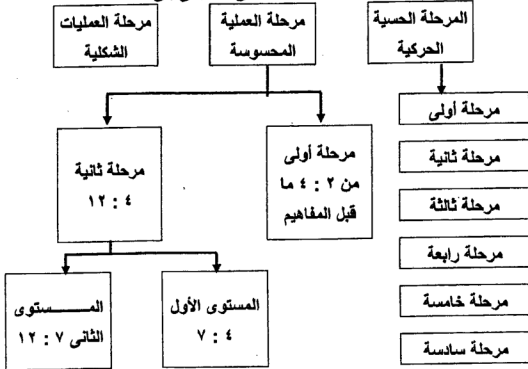 المرحلة الحسية
الحركية
مرحلة العملية
المحسوسة
مرحلة العمليات
الشكلية
مرحلة أولى
مرحلة ثانية
مرحلة ثالثة
مرحلة رابعة
مرحلة خامسة
مرحلة سادسة
مرحلة أولى
من ٢ : ٤ ما
قبل المفاهيم
مرحلة ثانية
٤ : ١٢
المستوى الأول
٤ : ٧
المـــــستوى
الثانى ٧ : ١٢